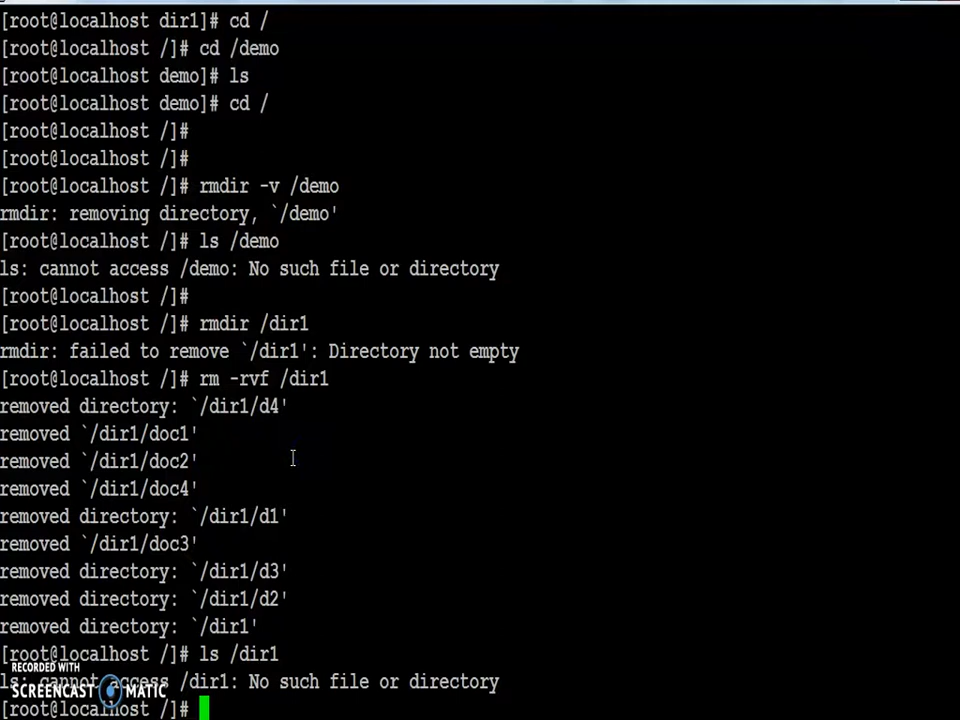 [root@localhost dir1]# cd /
[root@localhost /]# cd /demo
[root@localhost demo]# ls
[root@localhost demo]# cd /
[root@localhost /]#
[root@localhost /]#
[root@localhost /]# rmdir -v /demo
rmdir: removing directory, `/demo'
[root@localhost /]# ls /demo
ls: cannot access /demo: No such file or directory
[root@localhost /]#
[root@localhost /]# rmdir /dir1
rmdir: failed to remove `/dir1': Directory not empty
[root@localhost /]# rm -rvf /dir1
removed directory: `/dir1/d4'
removed `/dir1/doc1'
removed `/dir1/doc2'
removed `/dir1/doc4'
removed directory: `/dir1/d1'
removed `/dir1/doc3'
removed directory: `/dir1/d3'
removed directory: `/dir1/d2'
removed directory: `/dir1'
[root@localhost /]# ls /dir1
RECORDED WITH
ls: cannot access /dir1: No such file or directory
SCREENCAST MATIC
[root@localhost /]#